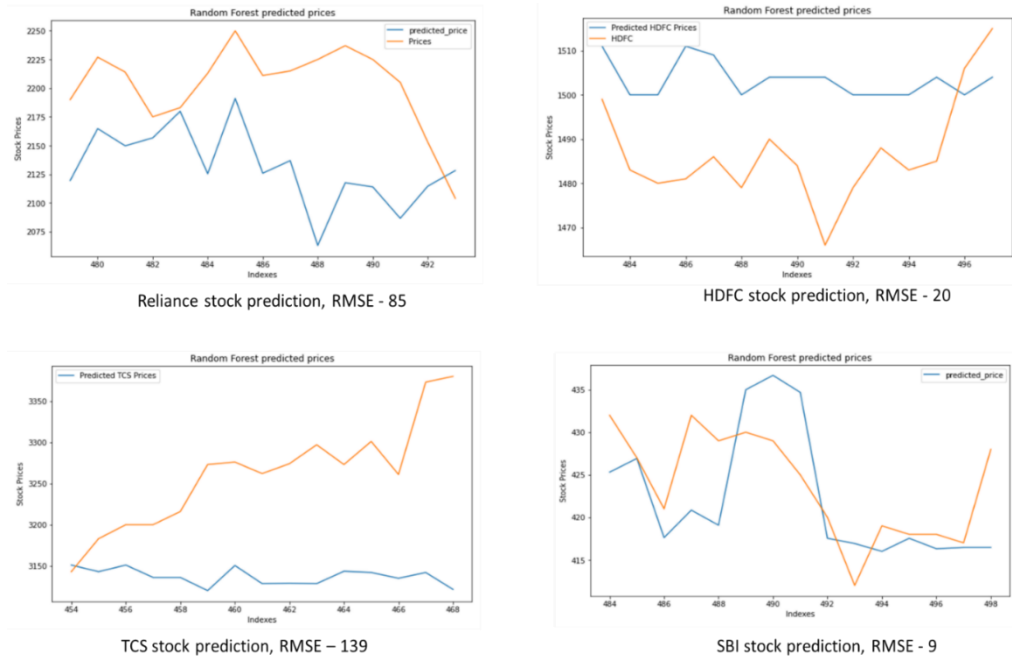 Random Forest predicted prices
predicted_price
Prices
2250
2225
2200
2175
2150
2125
2100
2075
Stock Prices
480 482 484 486 488 490 492
Indexes
Reliance stock prediction, RMSE - 85
Random Forest predicted prices
Predicted HDFC Prices
HDFC
1510
1500
1490
1480
1470
Stock Prices
484 486 488 490 492 494 496
Indexes
HDFC stock prediction, RMSE - 20
Random Forest predicted prices
Predicted TCS Prices
3350
3300
3250
3200
3150
Stock Prices
454 456 458 460 462 464 466 468
Indexes
TCS stock prediction, RMSE – 139
Random Forest predicted prices
predicted_price
435
430
425
420
415
Stock Prices
484 486 488 490 492 494 496 498
Indexes
SBI stock prediction, RMSE - 9